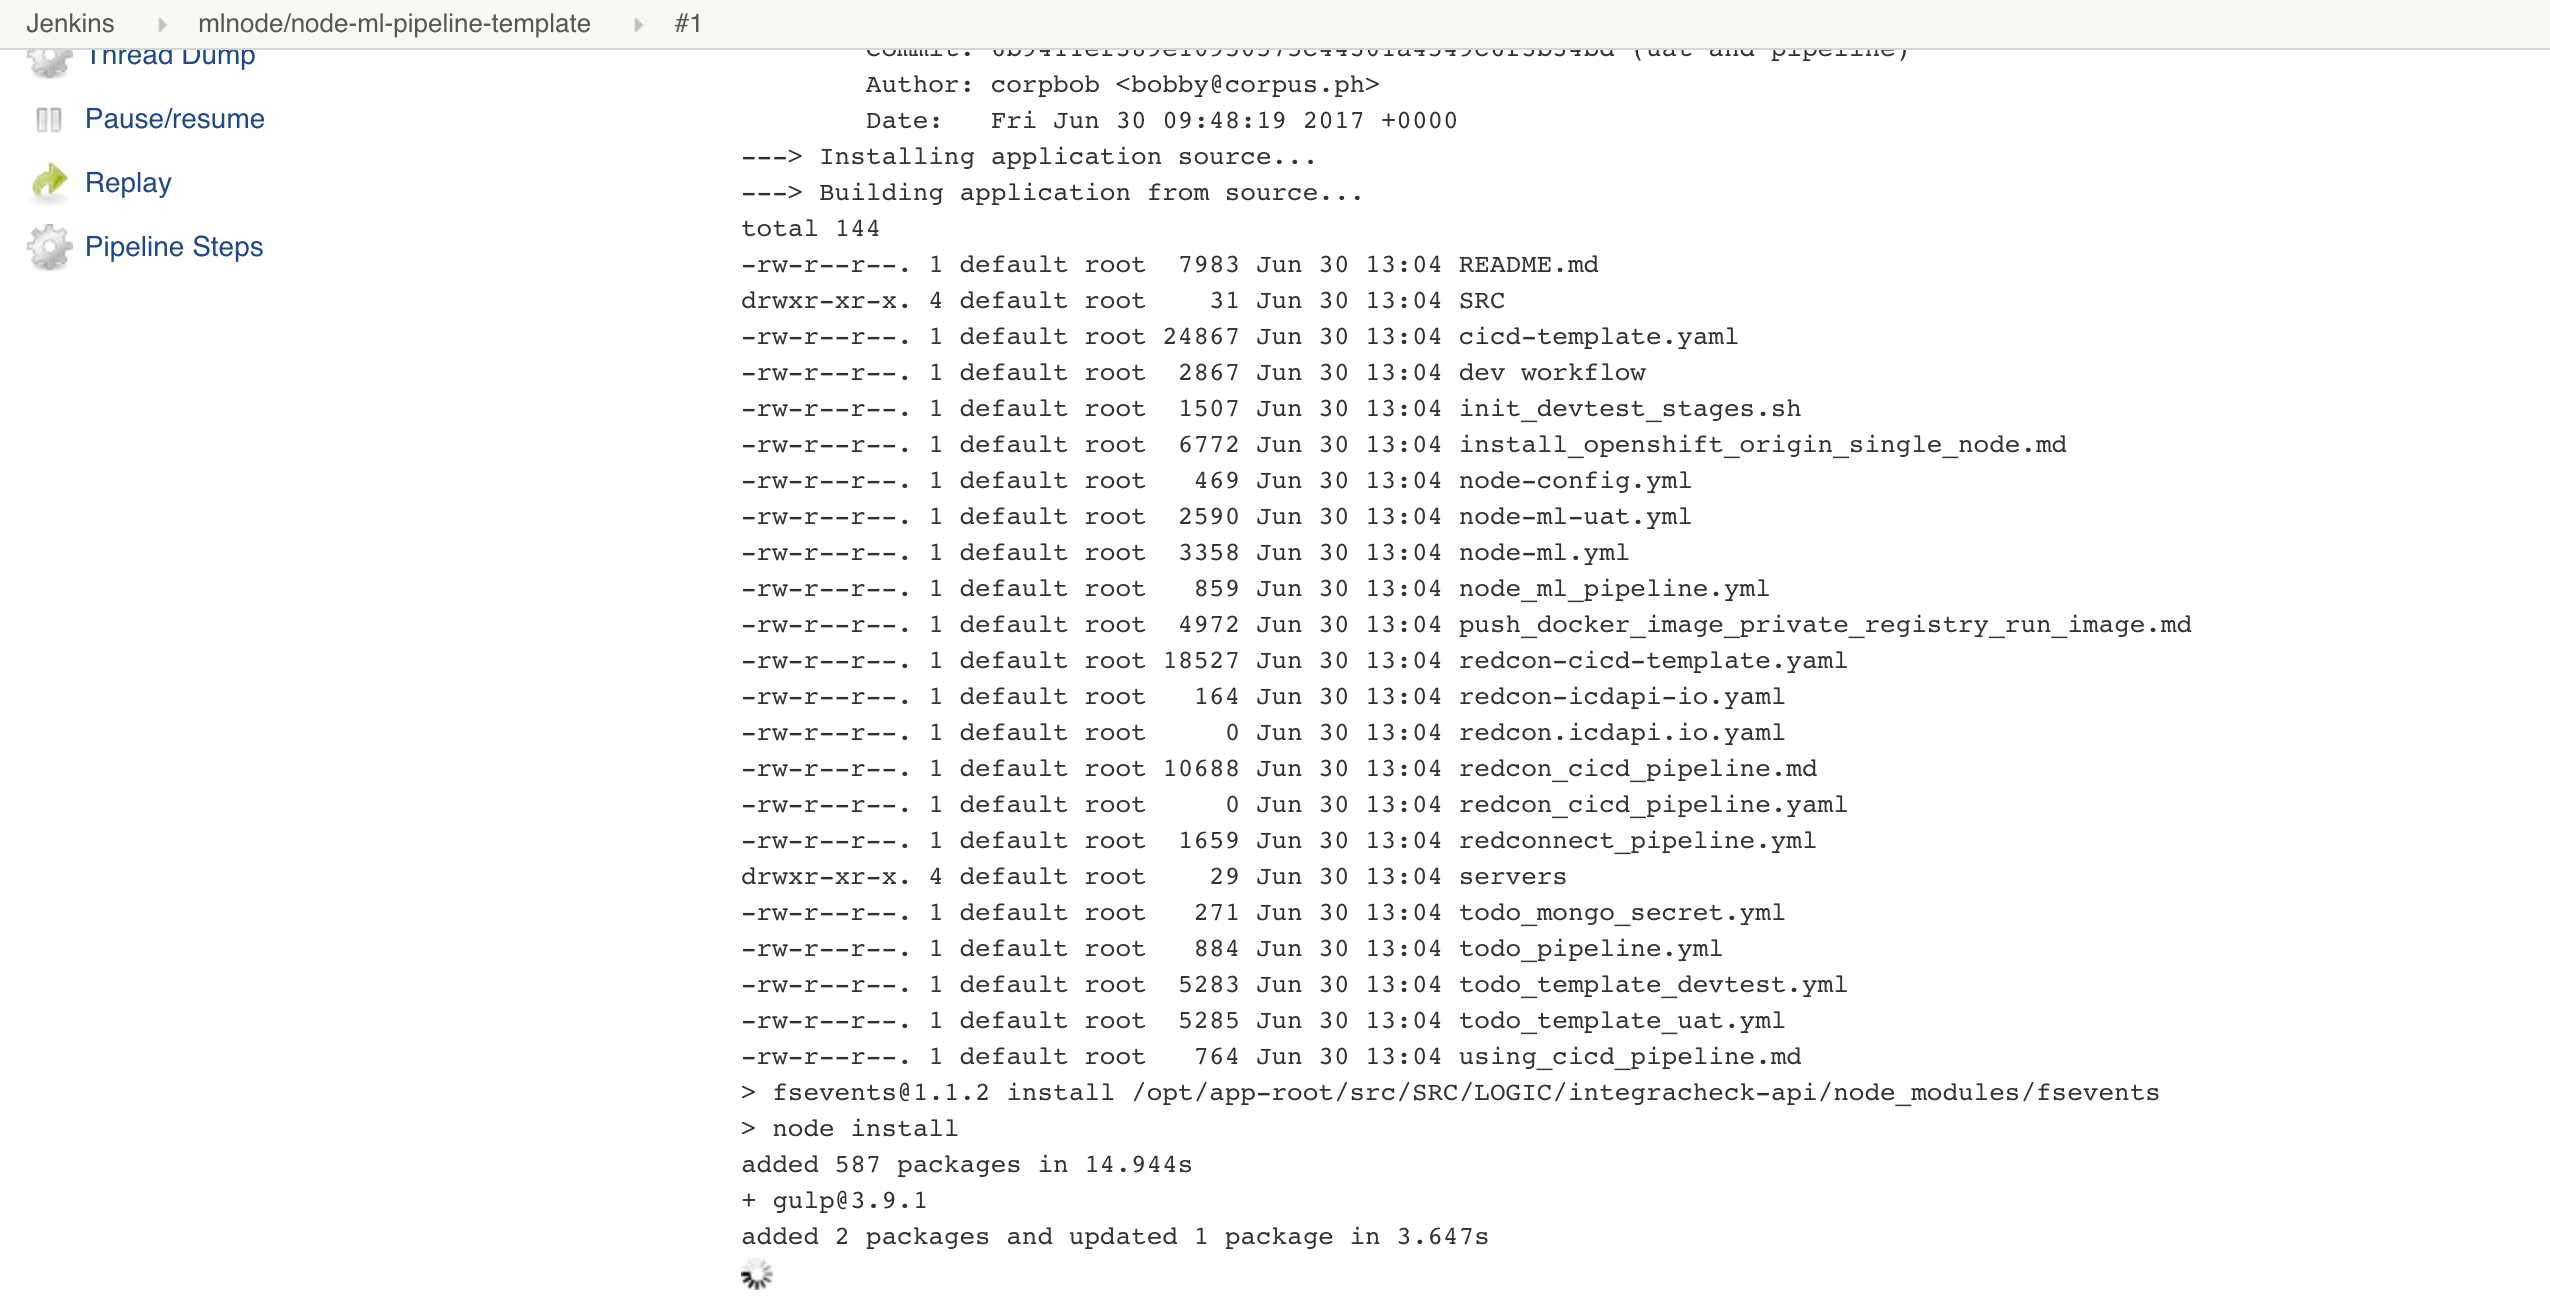 Jenkins mlnode/node-ml-pipeline-template #1
Thread Dump
Pause/resume
Replay
Pipeline Steps
(uat and pipeline)
Author: corpbob <bobby@corpus.ph>
Date:   Fri Jun 30 09:48:19 2017 +0000
---> Installing application source...
---> Building application from source...
total 144
-rw-r--r--. 1 default root  7983 Jun 30 13:04 README.md
drwxr-xr-x. 4 default root    31 Jun 30 13:04 SRC
-rw-r--r--. 1 default root 24867 Jun 30 13:04 cicd-template.yaml
-rw-r--r--. 1 default root  2867 Jun 30 13:04 dev workflow
-rw-r--r--. 1 default root  1507 Jun 30 13:04 init_devtest_stages.sh
-rw-r--r--. 1 default root  6772 Jun 30 13:04 install_openshift_origin_single_node.md
-rw-r--r--. 1 default root   469 Jun 30 13:04 node-config.yml
-rw-r--r--. 1 default root  2590 Jun 30 13:04 node-ml-uat.yml
-rw-r--r--. 1 default root  3358 Jun 30 13:04 node-ml.yml
-rw-r--r--. 1 default root   859 Jun 30 13:04 node_ml_pipeline.yml
-rw-r--r--. 1 default root  4972 Jun 30 13:04 push_docker_image_private_registry_run_image.md
-rw-r--r--. 1 default root 18527 Jun 30 13:04 redcon-cicd-template.yaml
-rw-r--r--. 1 default root   164 Jun 30 13:04 redcon-icdapi-io.yaml
-rw-r--r--. 1 default root     0 Jun 30 13:04 redcon.icdapi.io.yaml
-rw-r--r--. 1 default root 10688 Jun 30 13:04 redcon_cicd_pipeline.md
-rw-r--r--. 1 default root     0 Jun 30 13:04 redcon_cicd_pipeline.yaml
-rw-r--r--. 1 default root  1659 Jun 30 13:04 redconnect_pipeline.yml
drwxr-xr-x. 4 default root    29 Jun 30 13:04 servers
-rw-r--r--. 1 default root   271 Jun 30 13:04 todo_mongo_secret.yml
-rw-r--r--. 1 default root   884 Jun 30 13:04 todo_pipeline.yml
-rw-r--r--. 1 default root  5283 Jun 30 13:04 todo_template_devtest.yml
-rw-r--r--. 1 default root  5285 Jun 30 13:04 todo_template_uat.yml
-rw-r--r--. 1 default root   764 Jun 30 13:04 using_cicd_pipeline.md
> fsevents@1.1.2 install /opt/app-root/src/SRC/LOGIC/integracheck-api/node_modules/fsevents
> node install
added 587 packages in 14.944s
+ gulp@3.9.1
added 2 packages and updated 1 package in 3.647s